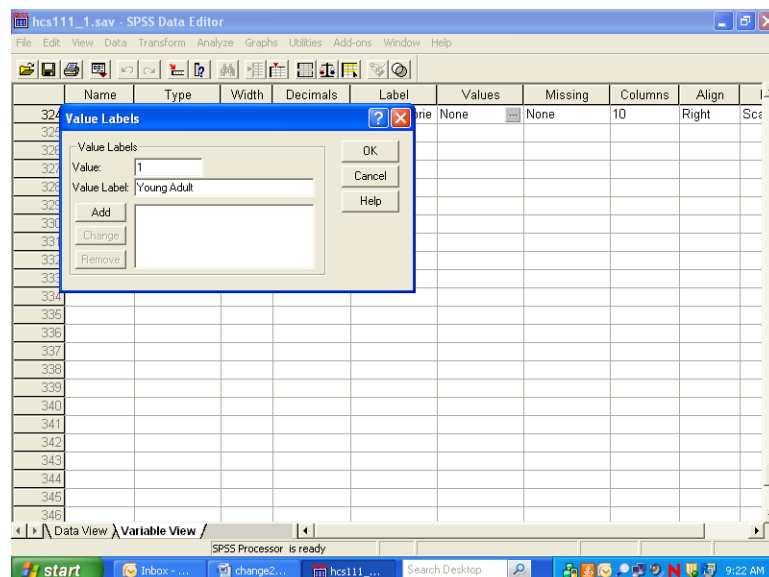 hcs111_1.sav - SPSS Data Editor
File Edit View Data Transform Analyze Graphs Utilities Add-ons Window Help
Name Type Width Decimals Label Values Missing Columns Align
324 brie None ... None 10 Right Sca
Value Labels
325
326 Value Labels OK
327 Value: 1
Cancel
328 Value Label: Young Adult
329 Help
Add
330
331 Change
332 Remove
333
334
335
336
337
338
339
340
341
342
343
344
345
346
Data View Variable View
SPSS Processor is ready
start Inbox - ... change2... hcs111_... Search Desktop 9:22 AM